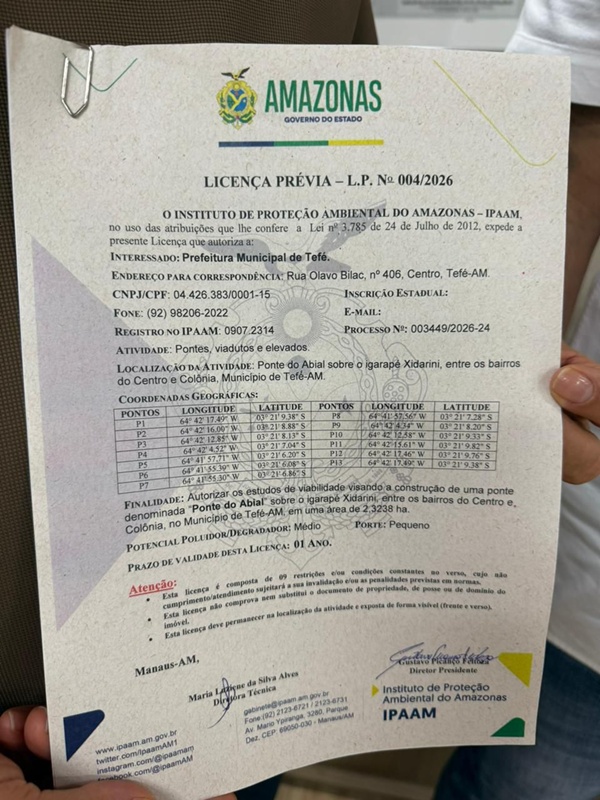 AMAZONAS
GOVERNO DO ESTADO
LICENÇA PRÉVIA – L.P. Nº 004/2026
O INSTITUTO DE PROTEÇÃO AMBIENTAL DO AMAZONAS – IPAAM,
no uso das atribuições que lhe confere a Lei nº 3.785 de 24 de Julho de 2012, expede a
presente Licença que autoriza a:
INTERESSADO: Prefeitura Municipal de Tefé.
ENDEREÇO PARA CORRESPONDÊNCIA: Rua Olavo Bilac, nº 406, Centro, Tefé-AM.
CNPJ/CPF: 04.426.383/0001-15 INSCRIÇÃO ESTADUAL:
FONE: (92) 98206-2022 E-MAIL:
REGISTRO NO IPAAM: 0907.2314 PROCESSO Nº: 003449/2026-24
ATIVIDADE: Pontes, viadutos e elevados.
LOCALIZAÇÃO DA ATIVIDADE: Ponte do Abial sobre o igarapé Xidarini, entre os bairros
do Centro e Colônia, Município de Tefé-AM.
COORDENADAS GEOGRÁFICAS:
PONTOS LONGITUDE LATITUDE PONTOS LONGITUDE LATITUDE
P1 64° 42' 17.49" W 03° 21' 9.38" S P8 64° 41' 57.56" W 03° 21' 7.28" S
P2 64° 42' 16.00" W 03° 21' 8.88" S P9 64° 42' 4.34" W 03° 21' 8.20" S
P3 64° 42' 12.85" W 03° 21' 8.13" S P10 64° 42' 12.58" W 03° 21' 9.33" S
P4 64° 42' 4.52" W 03° 21' 7.04" S P11 64° 42' 15.61" W 03° 21' 9.82" S
P5 64° 41' 57.71" W 03° 21' 6.20" S P12 64° 42' 17.46" W 03° 21' 9.76" S
P6 64° 41' 55.39" W 03° 21' 6.08" S P13 64° 42' 17.49" W 03° 21' 9.38" S
P7 64° 41' 55.30" W 03° 21' 6.86" S
FINALIDADE: Autorizar os estudos de viabilidade visando a construção de uma ponte
denominada "Ponte do Abial" sobre o igarapé Xidarini, entre os bairros do Centro e
Colônia, no Município de Tefé-AM, em uma área de 2,3238 ha.
POTENCIAL POLUIDOR/DEGRADADOR: Médio PORTE: Pequeno
PRAZO DE VALIDADE DESTA LICENÇA: 01 ANO.
Atenção:
• Esta licença é composta de 09 restrições e/ou condições constantes no verso, cujo não
cumprimento/atendimento sujeitará a sua invalidação e/ou as penalidades previstas em normas.
• Esta licença não comprova nem substitui o documento de propriedade, de posse ou de domínio do
imóvel.
• Esta licença deve permanecer na localização da atividade e exposta de forma visível (frente e verso).
Manaus-AM,
Maria Luziene da Silva Alves
Diretora Técnica
Gustavo Picanço Feitoza
Diretor Presidente
Instituto de Proteção
Ambiental do Amazonas
IPAAM
gabinete@ipaam.am.gov.br
Fone:(92) 2123-6721 / 2123-6731
Av. Mario Ypiranga, 3280, Parque
Dez, CEP. 69050-030 - Manaus/AM
www.ipaam.am.gov.br
twitter.com/ipaamAM1
instagram.com/@ipaamam
facebook.com/@ipaamAM